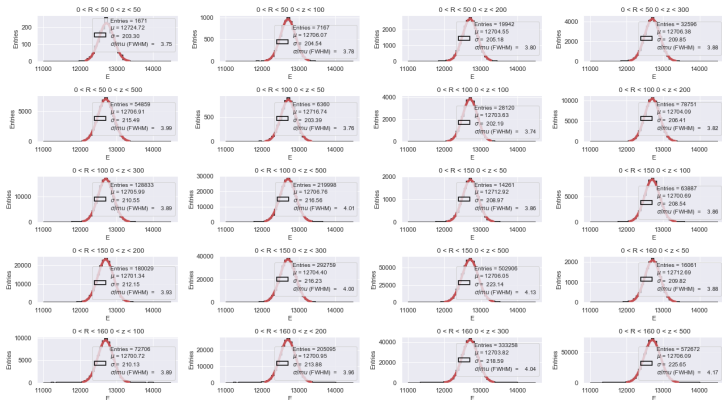 0 < R < 50 0 < z < 50
Entries = 1671
μ = 12724.72
σ = 203.30
σ/mu (FWHM) = 3.75
0 < R < 50 0 < z < 100
Entries = 7167
μ = 12706.07
σ = 204.54
σ/mu (FWHM) = 3.78
0 < R < 50 0 < z < 200
Entries = 19942
μ = 12704.55
σ = 205.18
σ/mu (FWHM) = 3.80
0 < R < 50 0 < z < 300
Entries = 32596
μ = 12706.38
σ = 209.85
σ/mu (FWHM) = 3.88
0 < R < 50 0 < z < 500
Entries = 54859
μ = 12706.91
σ = 215.49
σ/mu (FWHM) = 3.99
0 < R < 100 0 < z < 50
Entries = 6360
μ = 12716.74
σ = 203.39
σ/mu (FWHM) = 3.76
0 < R < 100 0 < z < 100
Entries = 28120
μ = 12703.63
σ = 202.19
σ/mu (FWHM) = 3.74
0 < R < 100 0 < z < 200
Entries = 78751
μ = 12704.09
σ = 206.41
σ/mu (FWHM) = 3.82
0 < R < 100 0 < z < 300
Entries = 128833
μ = 12705.99
σ = 210.55
σ/mu (FWHM) = 3.89
0 < R < 100 0 < z < 500
Entries = 219998
μ = 12706.78
σ = 216.56
σ/mu (FWHM) = 4.01
0 < R < 150 0 < z < 50
Entries = 14261
μ = 12712.92
σ = 208.97
σ/mu (FWHM) = 3.86
0 < R < 150 0 < z < 100
Entries = 63887
μ = 12700.69
σ = 208.54
σ/mu (FWHM) = 3.86
0 < R < 150 0 < z < 200
Entries = 180029
μ = 12701.34
σ = 212.15
σ/mu (FWHM) = 3.93
0 < R < 150 0 < z < 300
Entries = 292759
μ = 12704.40
σ = 216.23
σ/mu (FWHM) = 4.00
0 < R < 150 0 < z < 500
Entries = 502906
μ = 12706.05
σ = 223.14
σ/mu (FWHM) = 4.13
0 < R < 160 0 < z < 50
Entries = 16061
μ = 12712.69
σ = 209.82
σ/mu (FWHM) = 3.88
0 < R < 160 0 < z < 100
Entries = 72706
μ = 12700.72
σ = 210.13
σ/mu (FWHM) = 3.89
0 < R < 160 0 < z < 200
Entries = 205095
μ = 12700.95
σ = 213.88
σ/mu (FWHM) = 3.96
0 < R < 160 0 < z < 300
Entries = 333258
μ = 12703.82
σ = 218.59
σ/mu (FWHM) = 4.04
0 < R < 160 0 < z < 500
Entries = 572672
μ = 12706.09
σ = 225.65
σ/mu (FWHM) = 4.17